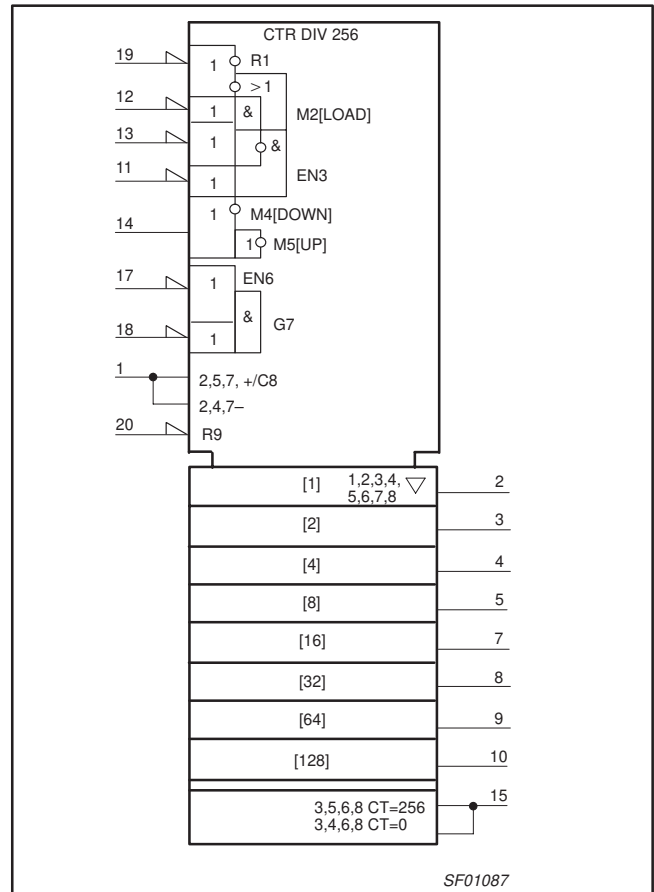 CTR DIV 256
19 1 R1
>1
12 1 & M2[LOAD]
13 1 &
11 1 EN3
1 M4[DOWN]
14
1 M5[UP]
17 1 EN6
& G7
18 1
1 2,5,7, +/C8
2,4,7–
20 R9
[1] 1,2,3,4, 2
5,6,7,8
[2] 3
[4] 4
[8] 5
[16] 7
[32] 8
[64] 9
[128] 10
3,5,6,8 CT=256 15
3,4,6,8 CT=0
SF01087